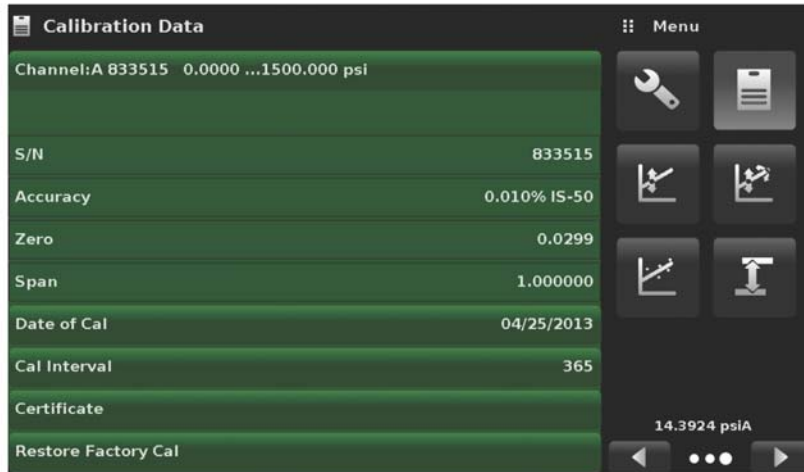 Calibration Data
Channel:A 833515 0.0000 ...1500.000 psi
S/N 833515
Accuracy 0.010% IS-50
Zero 0.0299
Span 1.000000
Date of Cal 04/25/2013
Cal Interval 365
Certificate
Restore Factory Cal
Menu
14.3924 psiA